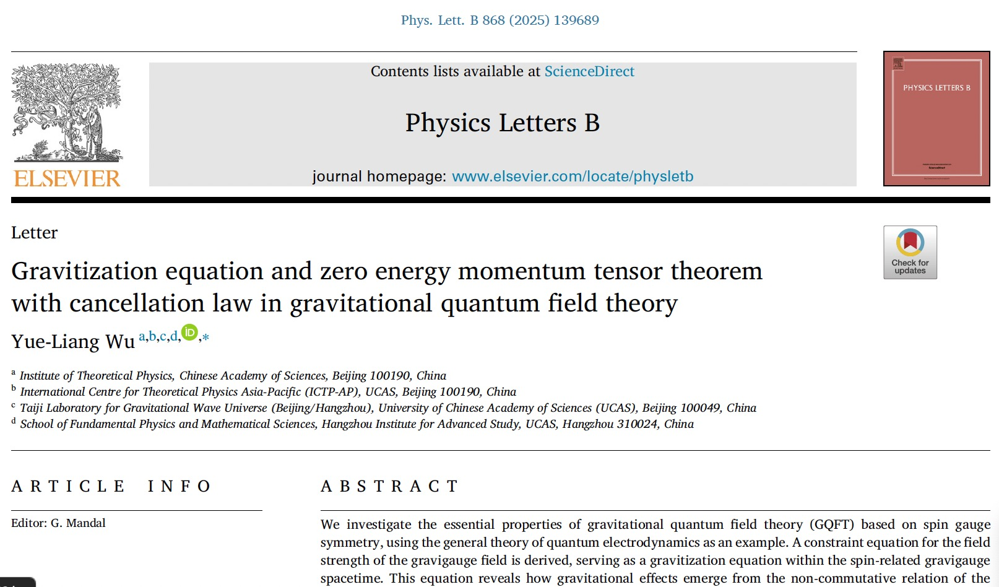 Phys. Lett. B 868 (2025) 139689
Contents lists available at ScienceDirect
Physics Letters B
journal homepage: www.elsevier.com/locate/physletb
NON SOLUS
ELSEVIER
PHYSICS LETTERS B
ScienceDirect
Letter
Check for
updates
Gravitization equation and zero energy momentum tensor theorem
with cancellation law in gravitational quantum field theory
Yue-Liang Wu a,b,c,d, iD ,*
a Institute of Theoretical Physics, Chinese Academy of Sciences, Beijing 100190, China
b International Centre for Theoretical Physics Asia-Pacific (ICTP-AP), UCAS, Beijing 100190, China
c Taiji Laboratory for Gravitational Wave Universe (Beijing/Hangzhou), University of Chinese Academy of Sciences (UCAS), Beijing 100049, China
d School of Fundamental Physics and Mathematical Sciences, Hangzhou Institute for Advanced Study, UCAS, Hangzhou 310024, China
ARTICLE INFO
Editor: G. Mandal
ABSTRACT
We investigate the essential properties of gravitational quantum field theory (GQFT) based on spin gauge
symmetry, using the general theory of quantum electrodynamics as an example. A constraint equation for the field
strength of the gravigauge field is derived, serving as a gravitization equation within the spin-related gravigauge
spacetime. This equation reveals how gravitational effects emerge from the non-commutative relation of the